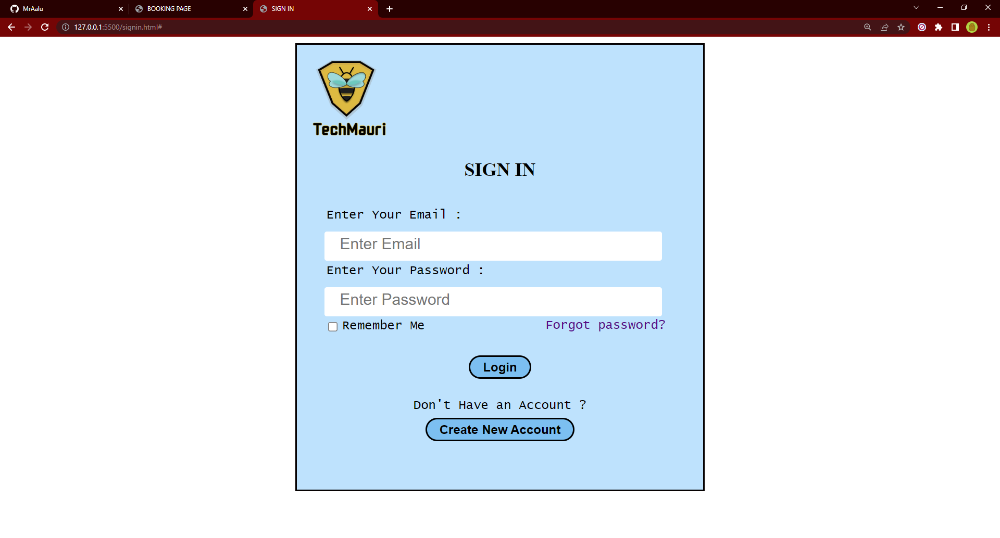 MrAalu
BOOKING PAGE
SIGN IN
127.0.0.1:5500/signin.html#
TechMauri
SIGN IN
Enter Your Email :
Enter Email
Enter Your Password :
Enter Password
Remember Me
Forgot password?
Login
Don't Have an Account ?
Create New Account